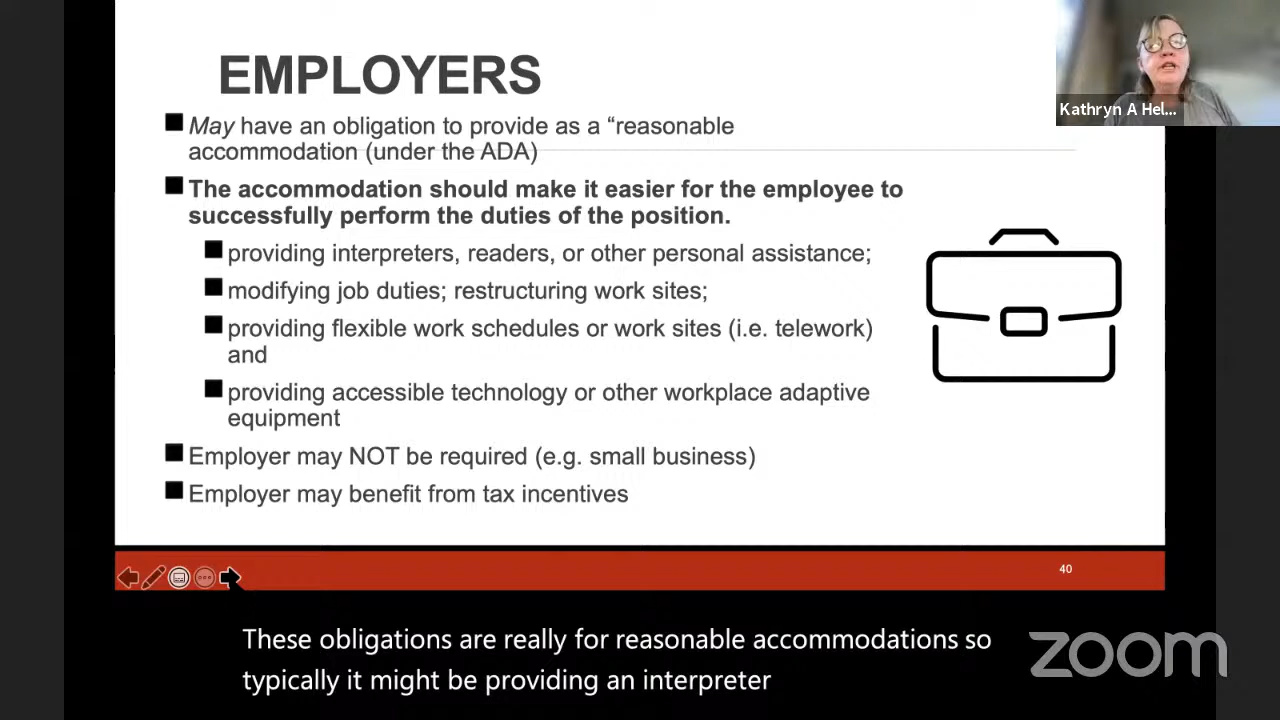 EMPLOYERS
May have an obligation to provide as a “reasonable
accommodation (under the ADA)
The accommodation should make it easier for the employee to
successfully perform the duties of the position.
providing interpreters, readers, or other personal assistance;
modifying job duties; restructuring work sites;
providing flexible work schedules or work sites (i.e. telework)
and
providing accessible technology or other workplace adaptive
equipment
Employer may NOT be required (e.g. small business)
Employer may benefit from tax incentives
40
Kathryn A Hel...
These obligations are really for reasonable accommodations so
typically it might be providing an interpreter
zoom